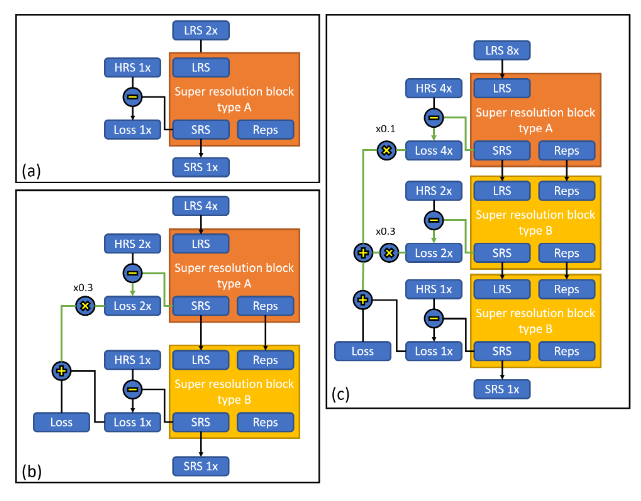 LRS 2x
HRS 1x
LRS
Super resolution block
type A
Loss 1x
SRS
Reps
SRS 1x
(a)
LRS 4x
HRS 2x
LRS
Super resolution block
type A
x0.3
Loss 2x
SRS
Reps
HRS 1x
LRS
Reps
Super resolution block
type B
Loss
Loss 1x
SRS
Reps
SRS 1x
(b)
LRS 8x
HRS 4x
LRS
Super resolution block
type A
x0.1
Loss 4x
SRS
Reps
HRS 2x
LRS
Reps
Super resolution block
type B
x0.3
Loss 2x
SRS
Reps
HRS 1x
LRS
Reps
Super resolution block
type B
Loss
Loss 1x
SRS
Reps
SRS 1x
(c)